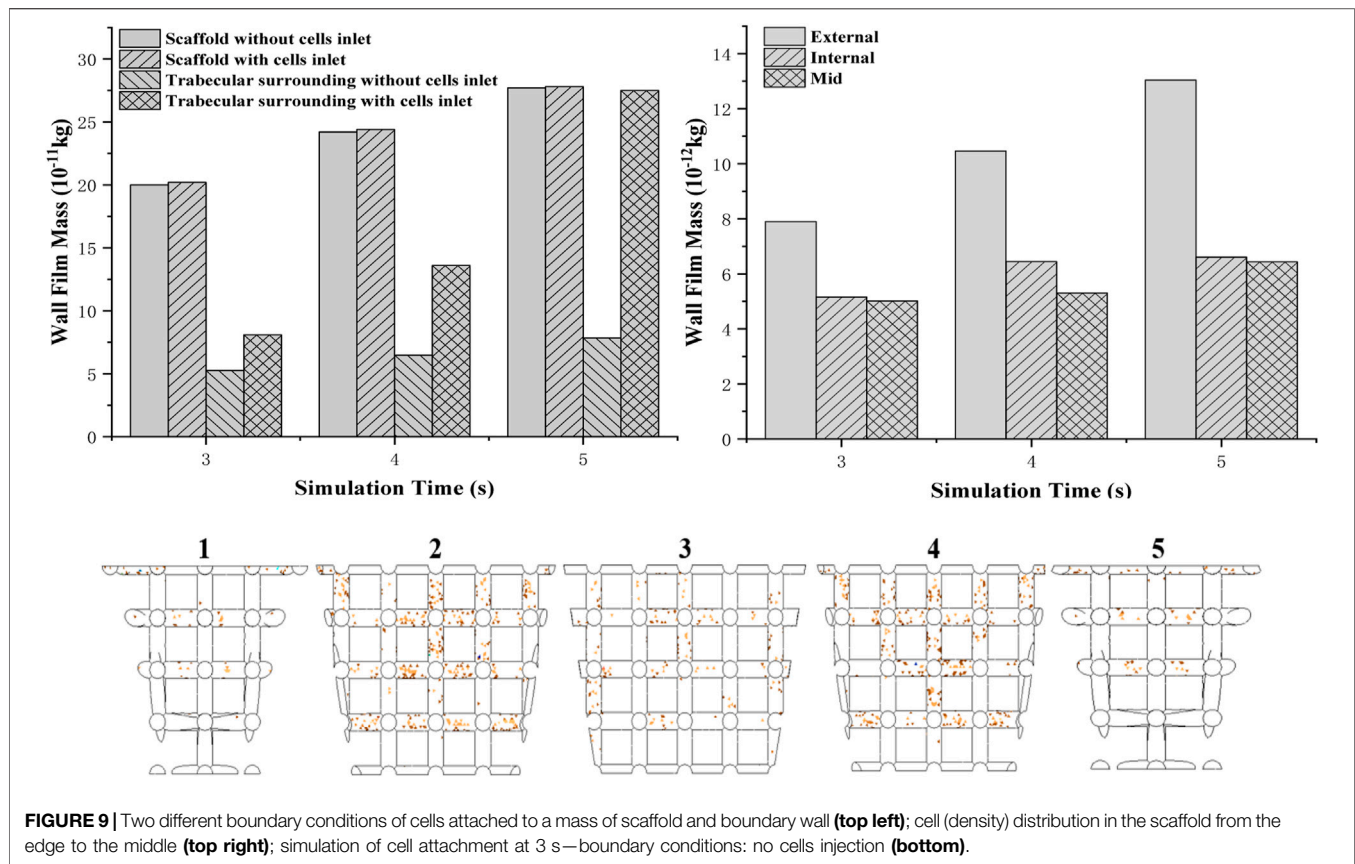 Scaffold without cells inlet
Scaffold with cells inlet
Trabecular surrounding without cells inlet
Trabecular surrounding with cells inlet
Wall Film Mass (10⁻¹¹kg)
30
25
20
15
10
5
0
3
4
5
Simulation Time (s)
External
Internal
Mid
Wall Film Mass (10⁻¹²kg)
14
12
10
8
6
4
2
0
3
4
5
Simulation Time (s)
1
2
3
4
5
FIGURE 9 | Two different boundary conditions of cells attached to a mass of scaffold and boundary wall (top left); cell (density) distribution in the scaffold from the
edge to the middle (top right); simulation of cell attachment at 3 s—boundary conditions: no cells injection (bottom).